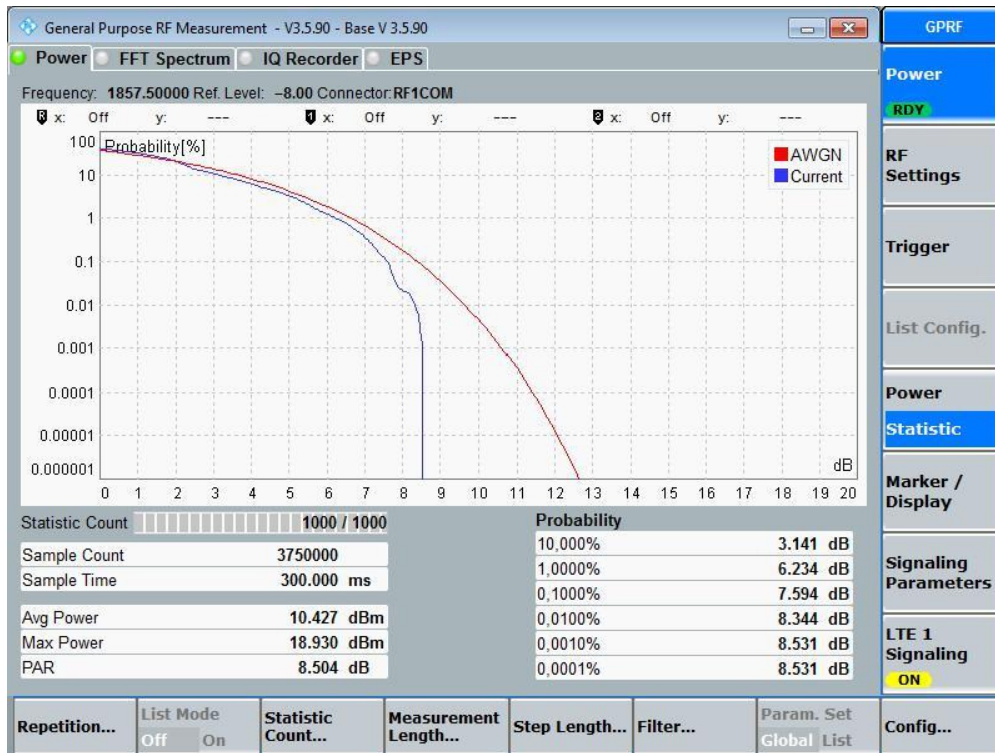 General Purpose RF Measurement - V3.5.90 - Base V 3.5.90
GPRF
Power FFT Spectrum IQ Recorder EPS
Power
RDY
Frequency: 1857.50000 Ref. Level: -8.00 Connector:RF1COM
R x: Off y: --- 1 x: Off y: --- 2 x: Off y: ---
Probability[%]
AWGN
Current
100
10
1
0.1
0.01
0.001
0.0001
0.00001
0.000001
dB
0 1 2 3 4 5 6 7 8 9 10 11 12 13 14 15 16 17 18 19 20
RF
Settings
Trigger
List Config.
Power
Statistic
Marker /
Display
Signaling
Parameters
LTE 1
Signaling
ON
Statistic Count 1000 / 1000
Sample Count 3750000
Sample Time 300.000 ms
Avg Power 10.427 dBm
Max Power 18.930 dBm
PAR 8.504 dB
Probability
10,000% 3.141 dB
1,0000% 6.234 dB
0,1000% 7.594 dB
0,0100% 8.344 dB
0,0010% 8.531 dB
0,0001% 8.531 dB
Repetition...
List Mode
Off On
Statistic
Count...
Measurement
Length...
Step Length...
Filter...
Param. Set
Global List
Config...